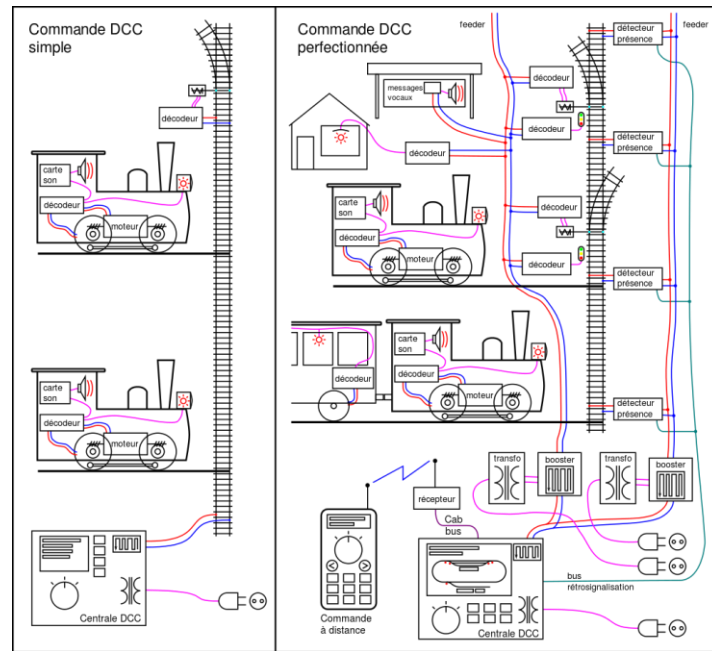 Commande DCC
simple
décodeur
carte
son
décodeur
moteur
carte
son
décodeur
moteur
Centrale DCC
Commande DCC
perfectionnée
feeder
feeder
détecteur
présence
messages
vocaux
décodeur
décodeur
décodeur
détecteur
présence
carte
son
décodeur
moteur
décodeur
décodeur
détecteur
présence
carte
son
décodeur
décodeur
moteur
détecteur
présence
transfo
booster
transfo
booster
récepteur
Cab
bus
bus
rétrosignalisation
Commande
à distance
Centrale DCC